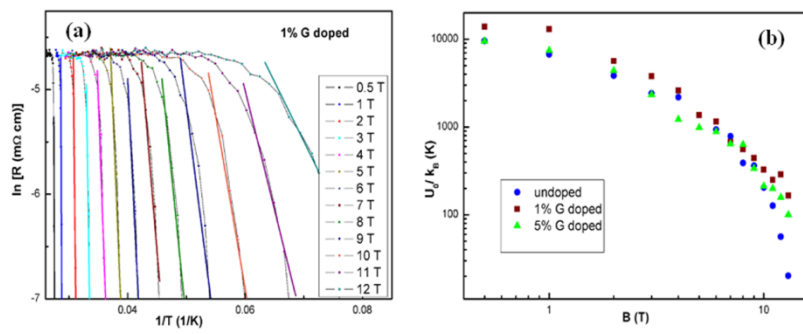 (a)
1% G doped
ln [R (mΩ cm)]
-5
-6
-7
0.5 T
1 T
2 T
3 T
4 T
5 T
6 T
7 T
8 T
9 T
10 T
11 T
12 T
0.04 0.06 0.08
1/T (1/K)
(b)
U₀/ k_B (K)
10000
1000
100
undoped
1% G doped
5% G doped
1 10
B (T)